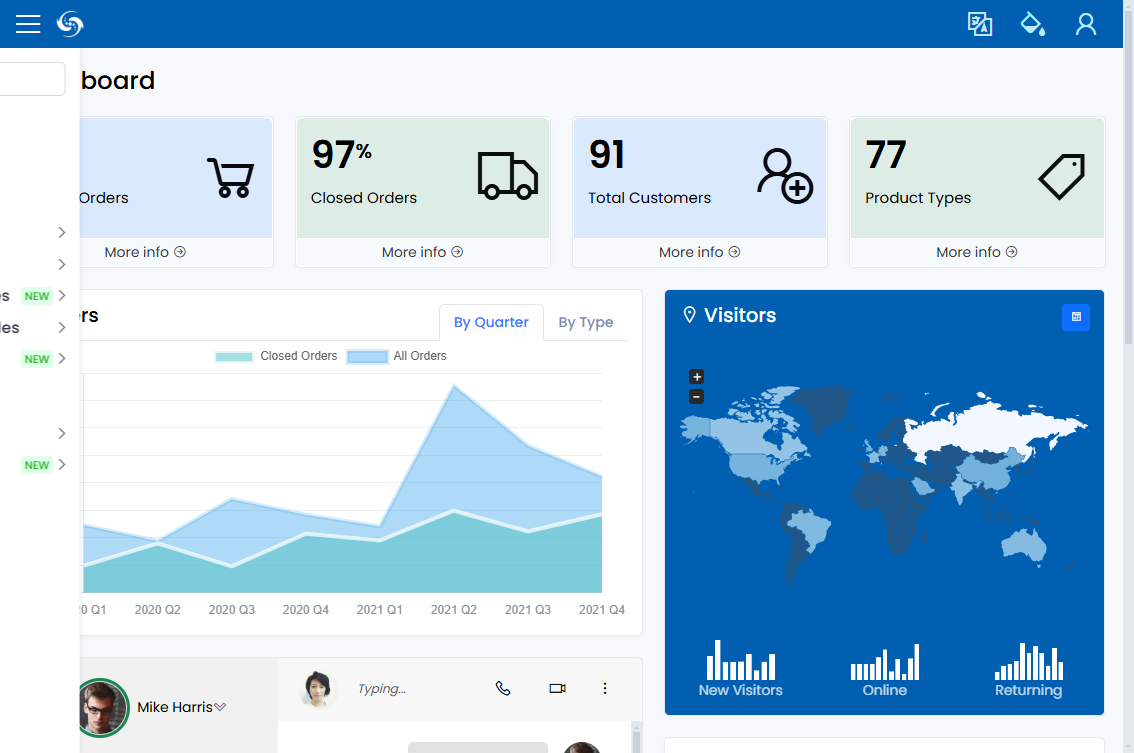 board
Orders
More info
97%
Closed Orders
More info
91
Total Customers
More info
77
Product Types
More info
es NEW
les
NEW
NEW
ers
By Quarter
By Type
Closed Orders
All Orders
20 Q1
2020 Q2
2020 Q3
2020 Q4
2021 Q1
2021 Q2
2021 Q3
2021 Q4
Visitors
+
−
New Visitors
Online
Returning
Mike Harris
Typing...